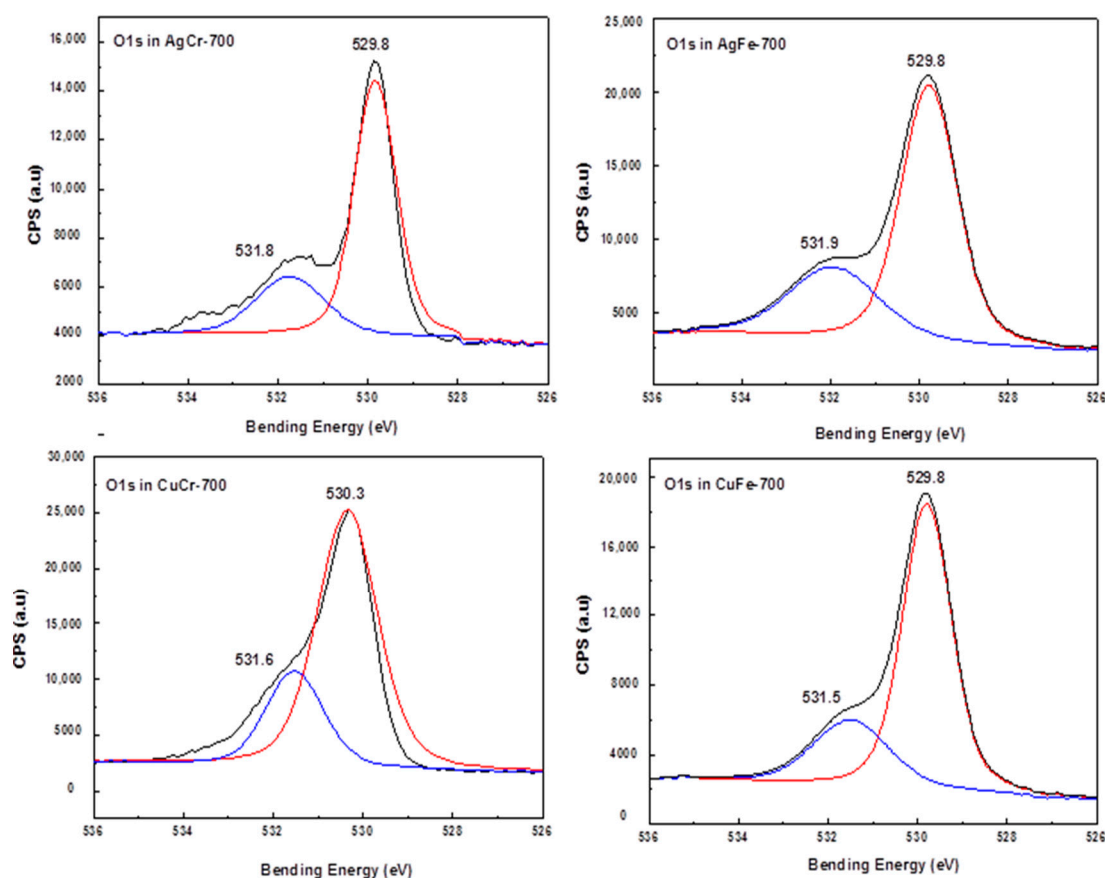 O1s in AgCr-700
529.8
531.8
16,000
14,000
12,000
10,000
8000
6000
4000
2000
CPS (a.u)
536 534 532 530 528 526
Bending Energy (eV)
O1s in AgFe-700
529.8
531.9
25,000
20,000
15,000
10,000
5000
0
CPS (a.u)
536 534 532 530 528 526
Bending Energy (eV)
O1s in CuCr-700
530.3
531.6
30,000
25,000
20,000
15,000
10,000
5000
0
CPS (a.u)
536 534 532 530 528 526
Bending Energy (eV)
O1s in CuFe-700
529.8
531.5
20,000
16,000
12,000
8000
4000
0
CPS (a.u)
536 534 532 530 528 526
Bending Energy (eV)